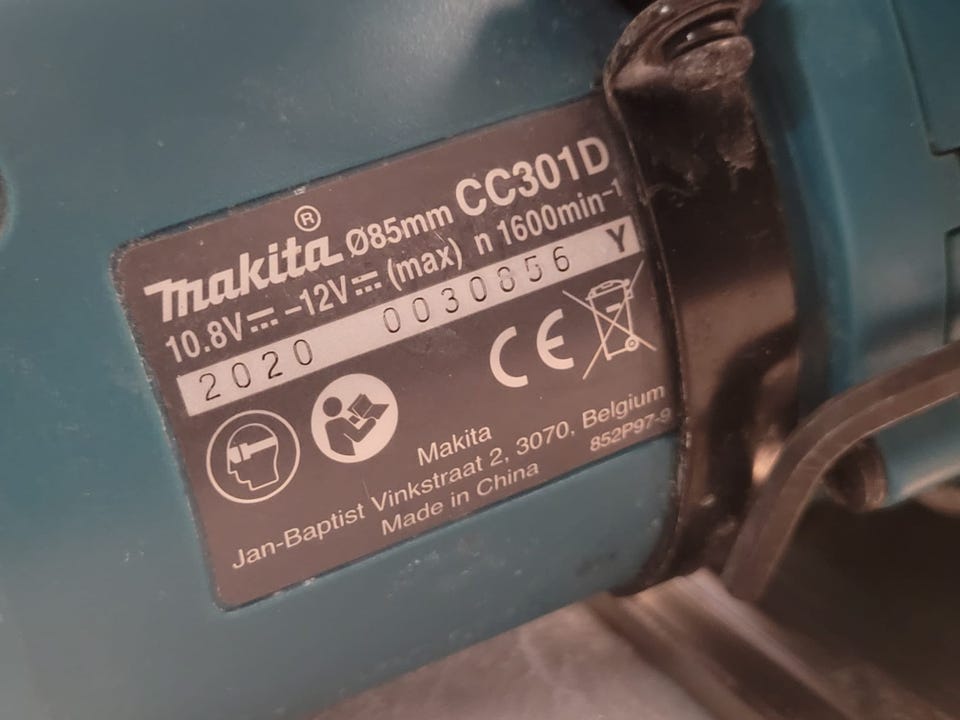 ®
makita Ø85mm CC301D
10.8V⎓ -12V⎓ (max) n 1600min⁻¹
2020 0030856 Y
CE
Makita
Jan-Baptist Vinkstraat 2, 3070, Belgium
Made in China 852P97-9